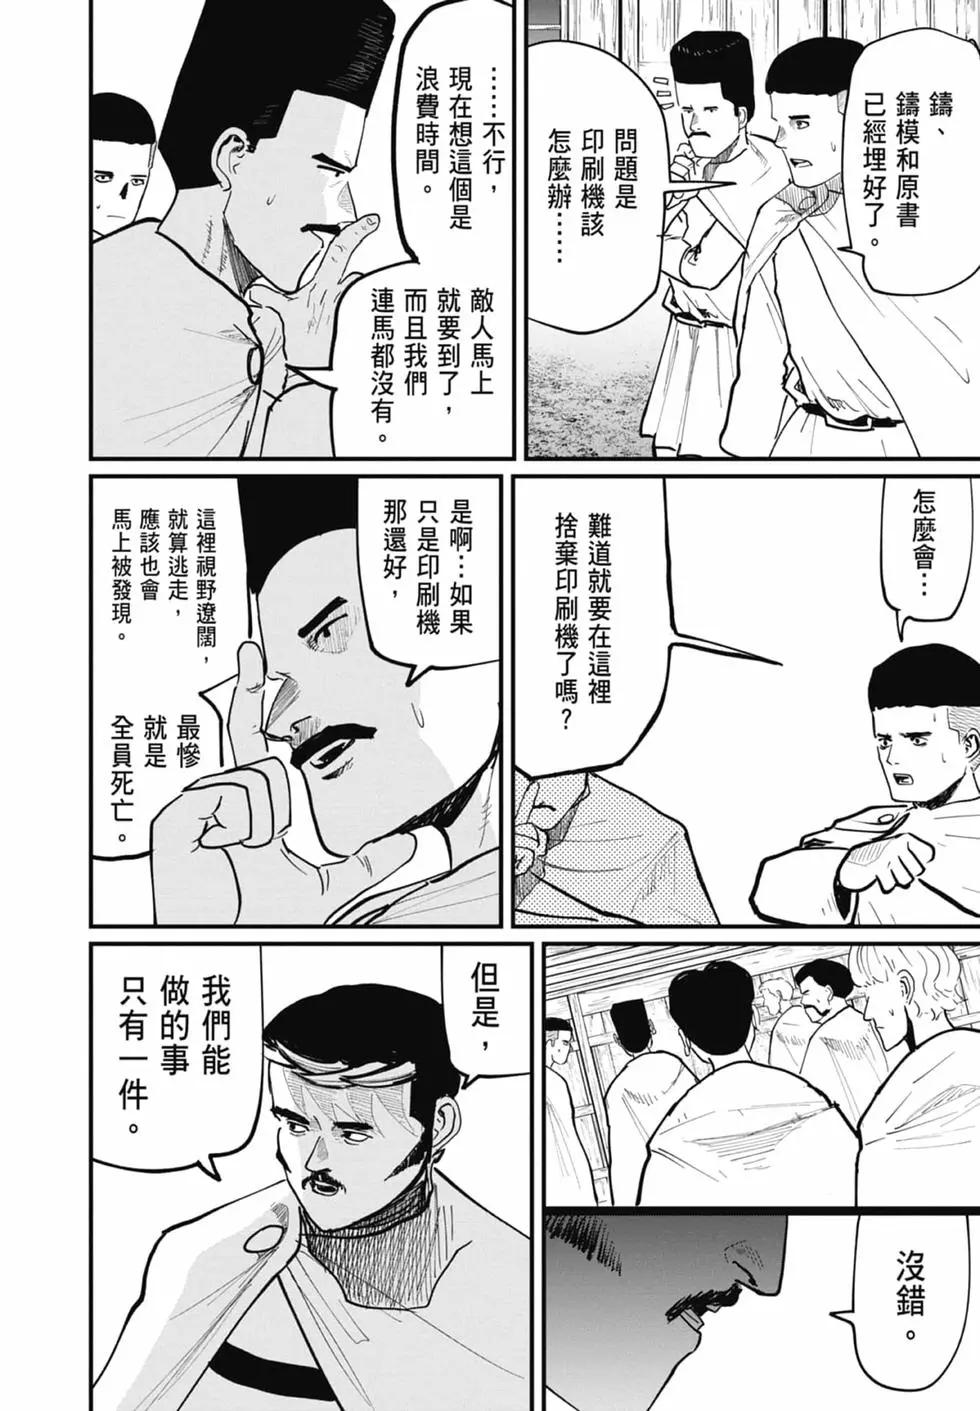 鑄、
鑄模和原書
已經埋好了。
問題是
印刷機該
怎麼辦……
……不行，
現在想這個是
浪費時間。
敵人馬上
就要到了，
而且我們
連馬都沒有。
怎麼會…
難道就要在這裡
捨棄印刷機了嗎？
是啊…如果
只是印刷機
那還好，
這裡視野遼闊，
就算逃走，
應該也會
馬上被發現。
最慘
就是
全員死亡。
沒錯。
但是，
我們能
做的事
只有一件。